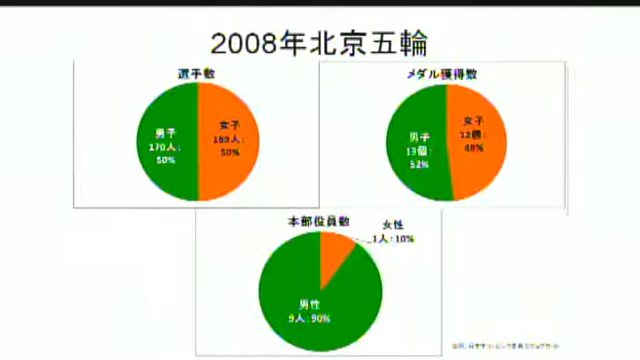 2008年北京五輪
選手数
男子
170人:
50%
女子
169人:
50%
メダル獲得数
男子
13個:
52%
女子
12個:
48%
本部役員数
女性
1人:10%
男性
9人:90%